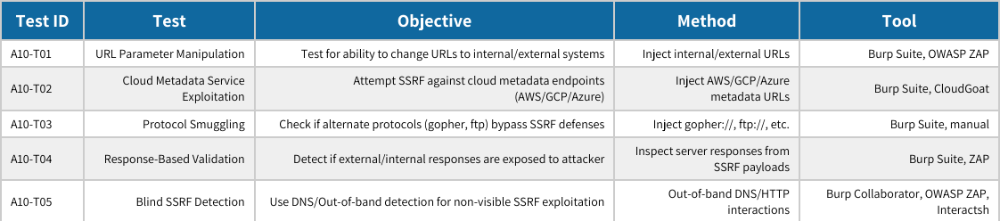 Test ID Test Objective Method Tool
A10-T01 URL Parameter Manipulation Test for ability to change URLs to internal/external systems Inject internal/external URLs Burp Suite, OWASP ZAP
A10-T02 Cloud Metadata Service Exploitation Attempt SSRF against cloud metadata endpoints (AWS/GCP/Azure) Inject AWS/GCP/Azure metadata URLs Burp Suite, CloudGoat
A10-T03 Protocol Smuggling Check if alternate protocols (gopher, ftp) bypass SSRF defenses Inject gopher://, ftp://, etc. Burp Suite, manual
A10-T04 Response-Based Validation Detect if external/internal responses are exposed to attacker Inspect server responses from SSRF payloads Burp Suite, ZAP
A10-T05 Blind SSRF Detection Use DNS/Out-of-band detection for non-visible SSRF exploitation Out-of-band DNS/HTTP interactions Burp Collaborator, OWASP ZAP, Interactsh